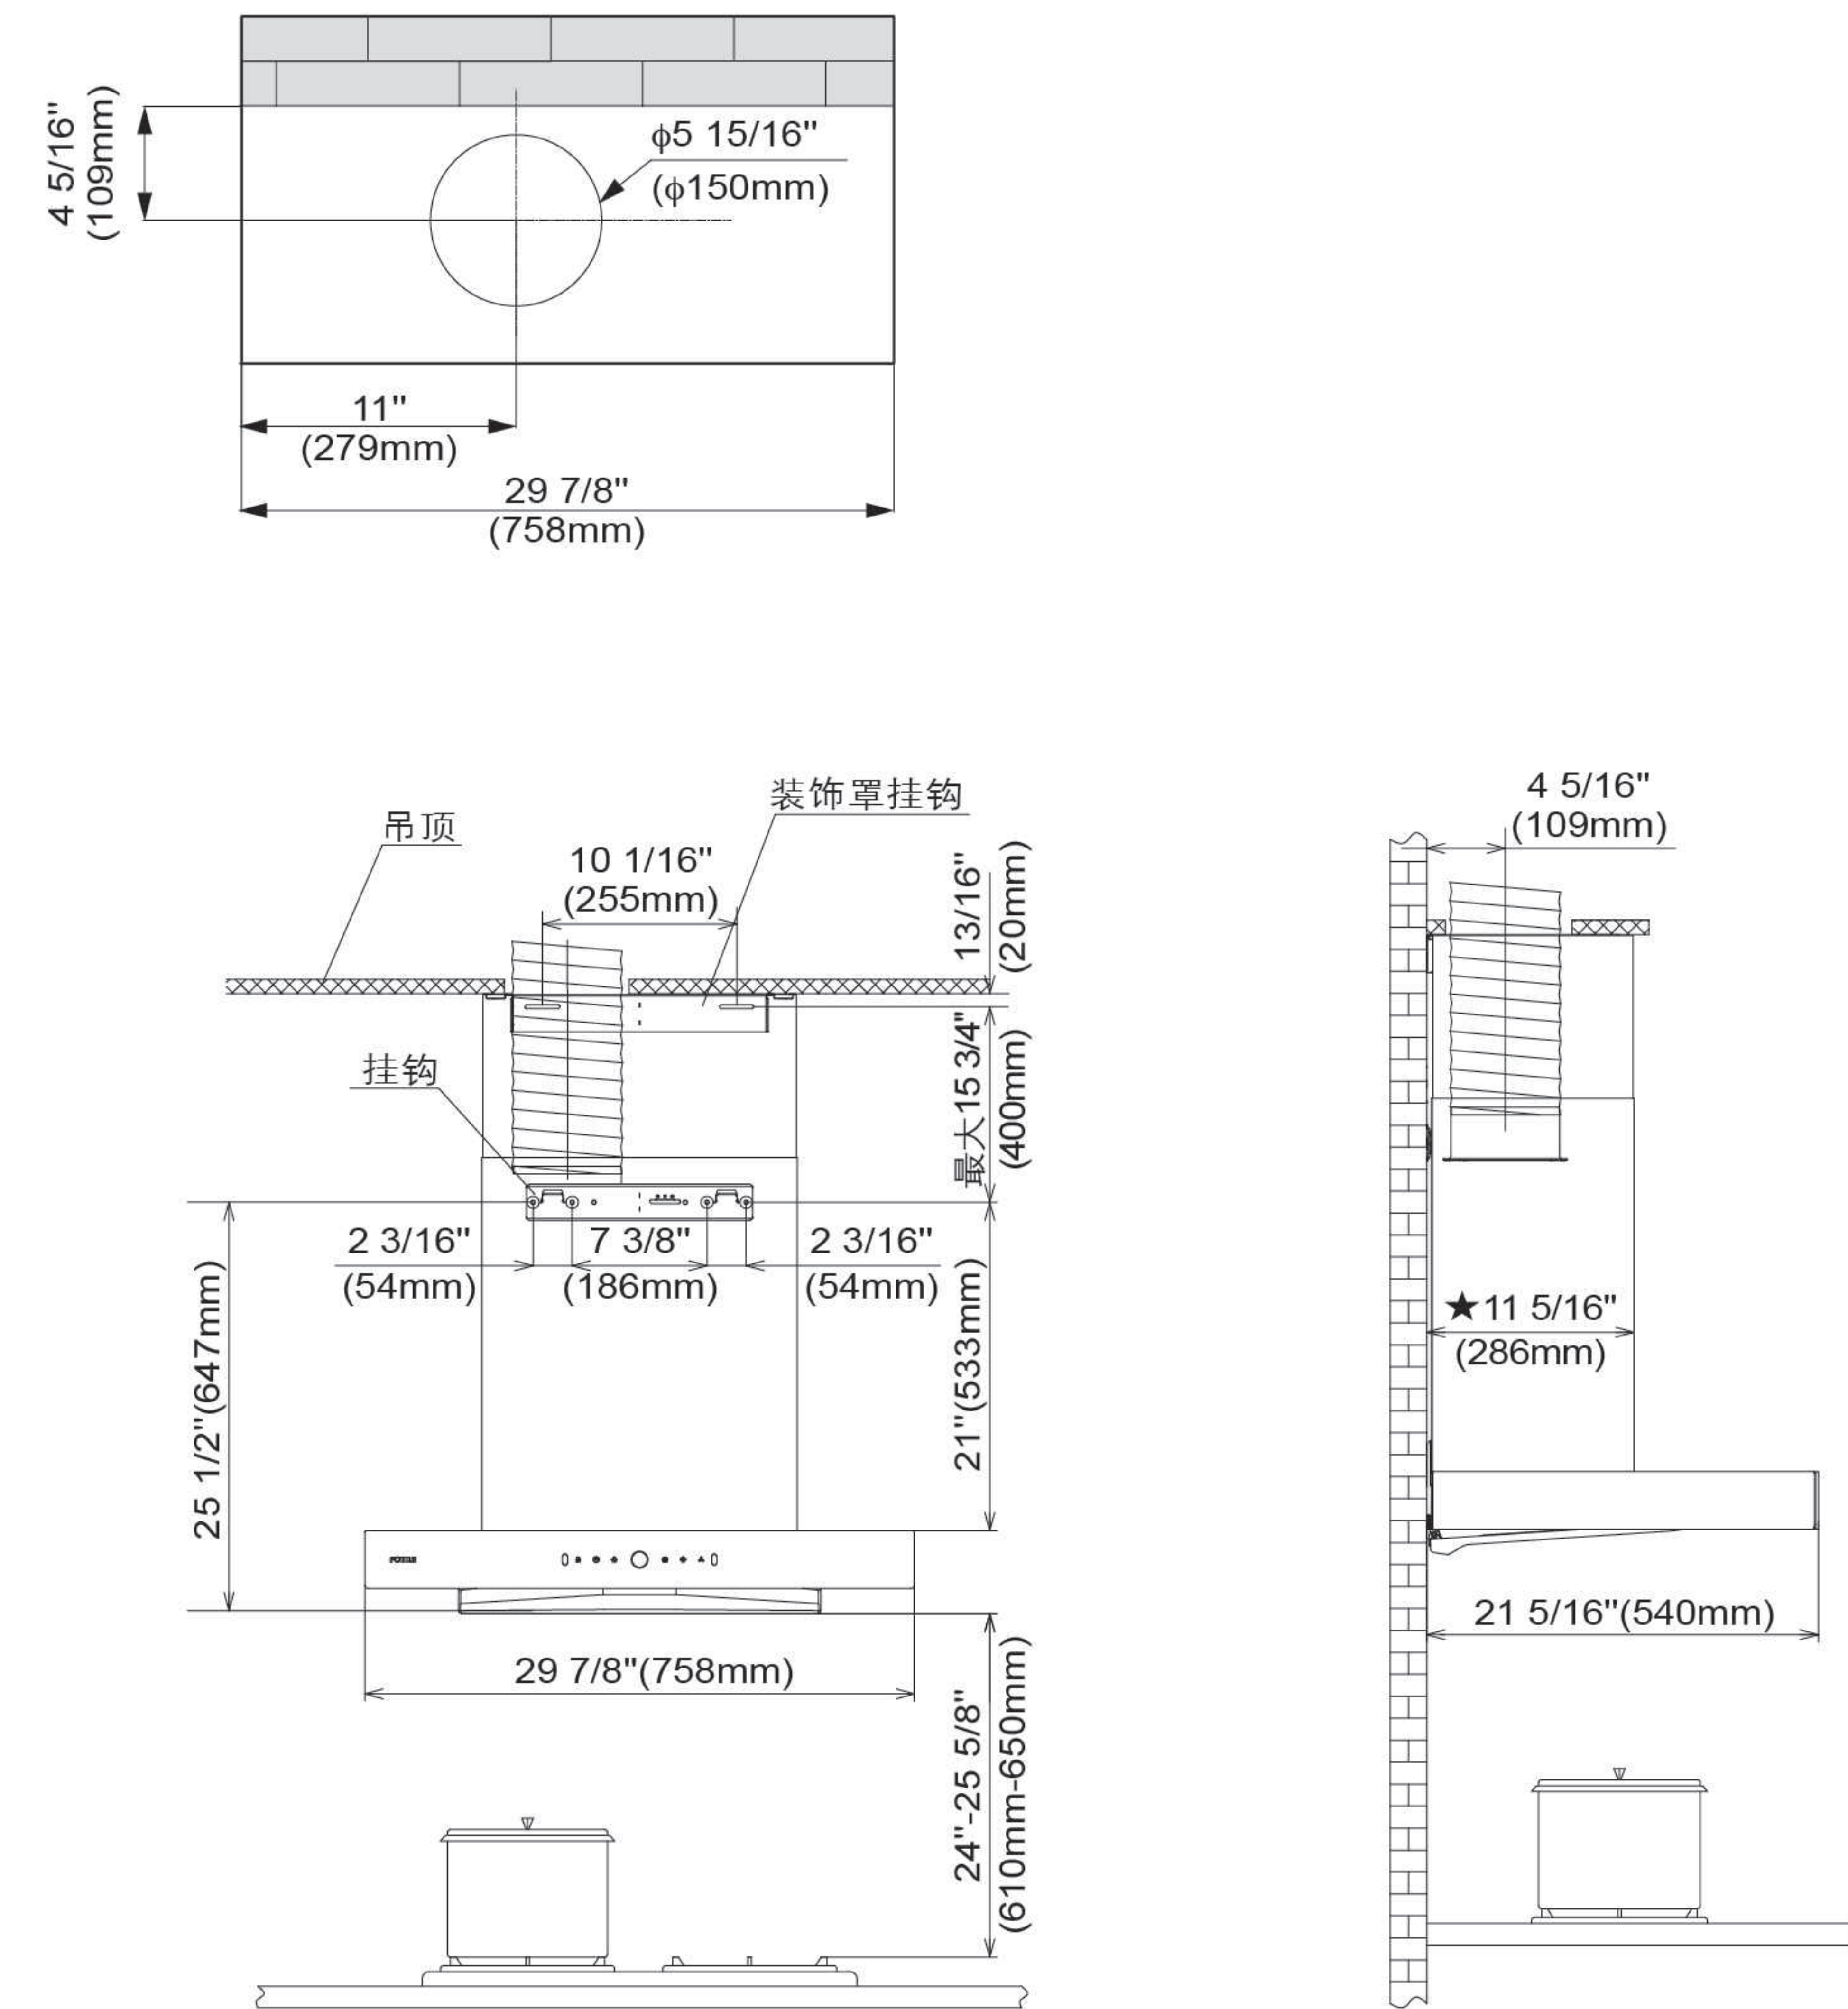 4 5/16"
(109mm)
ϕ5 15/16"
(ϕ150mm)
11"
(279mm)
29 7/8"
(758mm)
吊顶
装饰罩挂钩
10 1/16"
(255mm)
13/16"
(20mm)
挂钩
最大15 3/4"
(400mm)
2 3/16"
(54mm)
7 3/8"
(186mm)
2 3/16"
(54mm)
25 1/2"(647mm)
21"(533mm)
FOTILE
29 7/8"(758mm)
24"-25 5/8"
(610mm-650mm)
4 5/16"
(109mm)
★11 5/16"
(286mm)
21 5/16"(540mm)